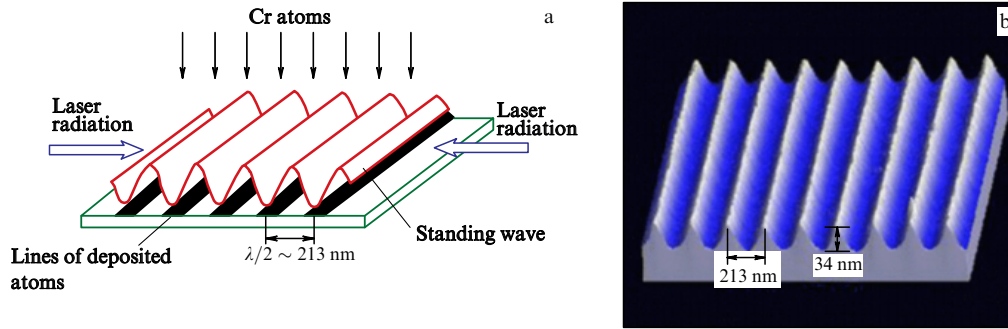 Cr atoms
a
Laser
radiation
Laser
radiation
Standing wave
λ/2 ~ 213 nm
Lines of deposited
atoms
b
213 nm
34 nm